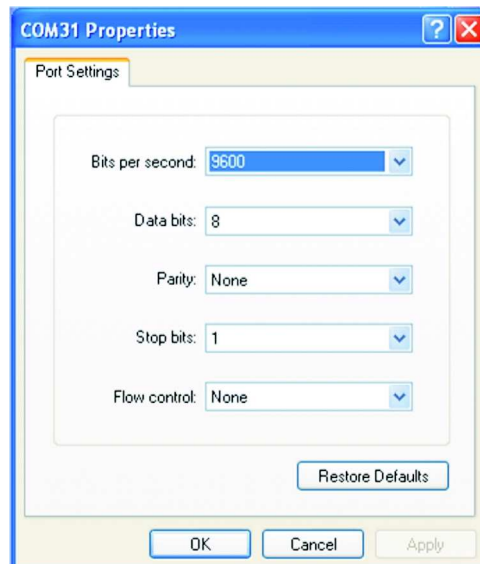 COM31 Properties
Port Settings
Bits per second: 9600
Data bits: 8
Parity: None
Stop bits: 1
Flow control: None
Restore Defaults
OK Cancel Apply